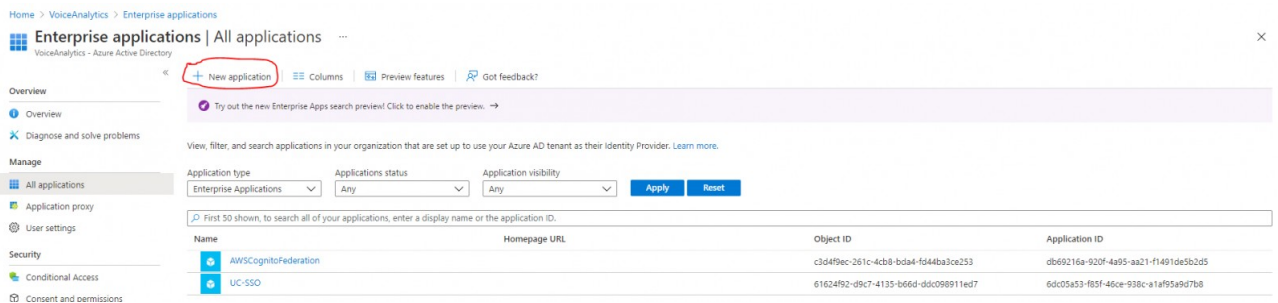 Home > VoiceAnalytics > Enterprise applications
Enterprise applications | All applications ...
VoiceAnalytics - Azure Active Directory
+ New application
Columns
Preview features
Got feedback?
«
Overview
Overview
Diagnose and solve problems
Manage
All applications
Application proxy
User settings
Security
Conditional Access
Consent and permissions
Try out the new Enterprise Apps search preview! Click to enable the preview. →
View, filter, and search applications in your organization that are set up to use your Azure AD tenant as their Identity Provider. Learn more.
Application type
Applications status
Application visibility
Enterprise Applications
Any
Any
Apply
Reset
First 50 shown, to search all of your applications, enter a display name or the application ID.
Name Homepage URL Object ID Application ID
AWSCognitoFederation c3d4f9ec-261c-4cb8-bda4-fd44ba3ce253 db69216a-920f-4a95-aa21-f1491de5b2d5
UC-SSO 61624f92-d9c7-4135-b66d-ddc098911ed7 6dc05a53-f85f-46ce-938c-a1af95a9d7b8